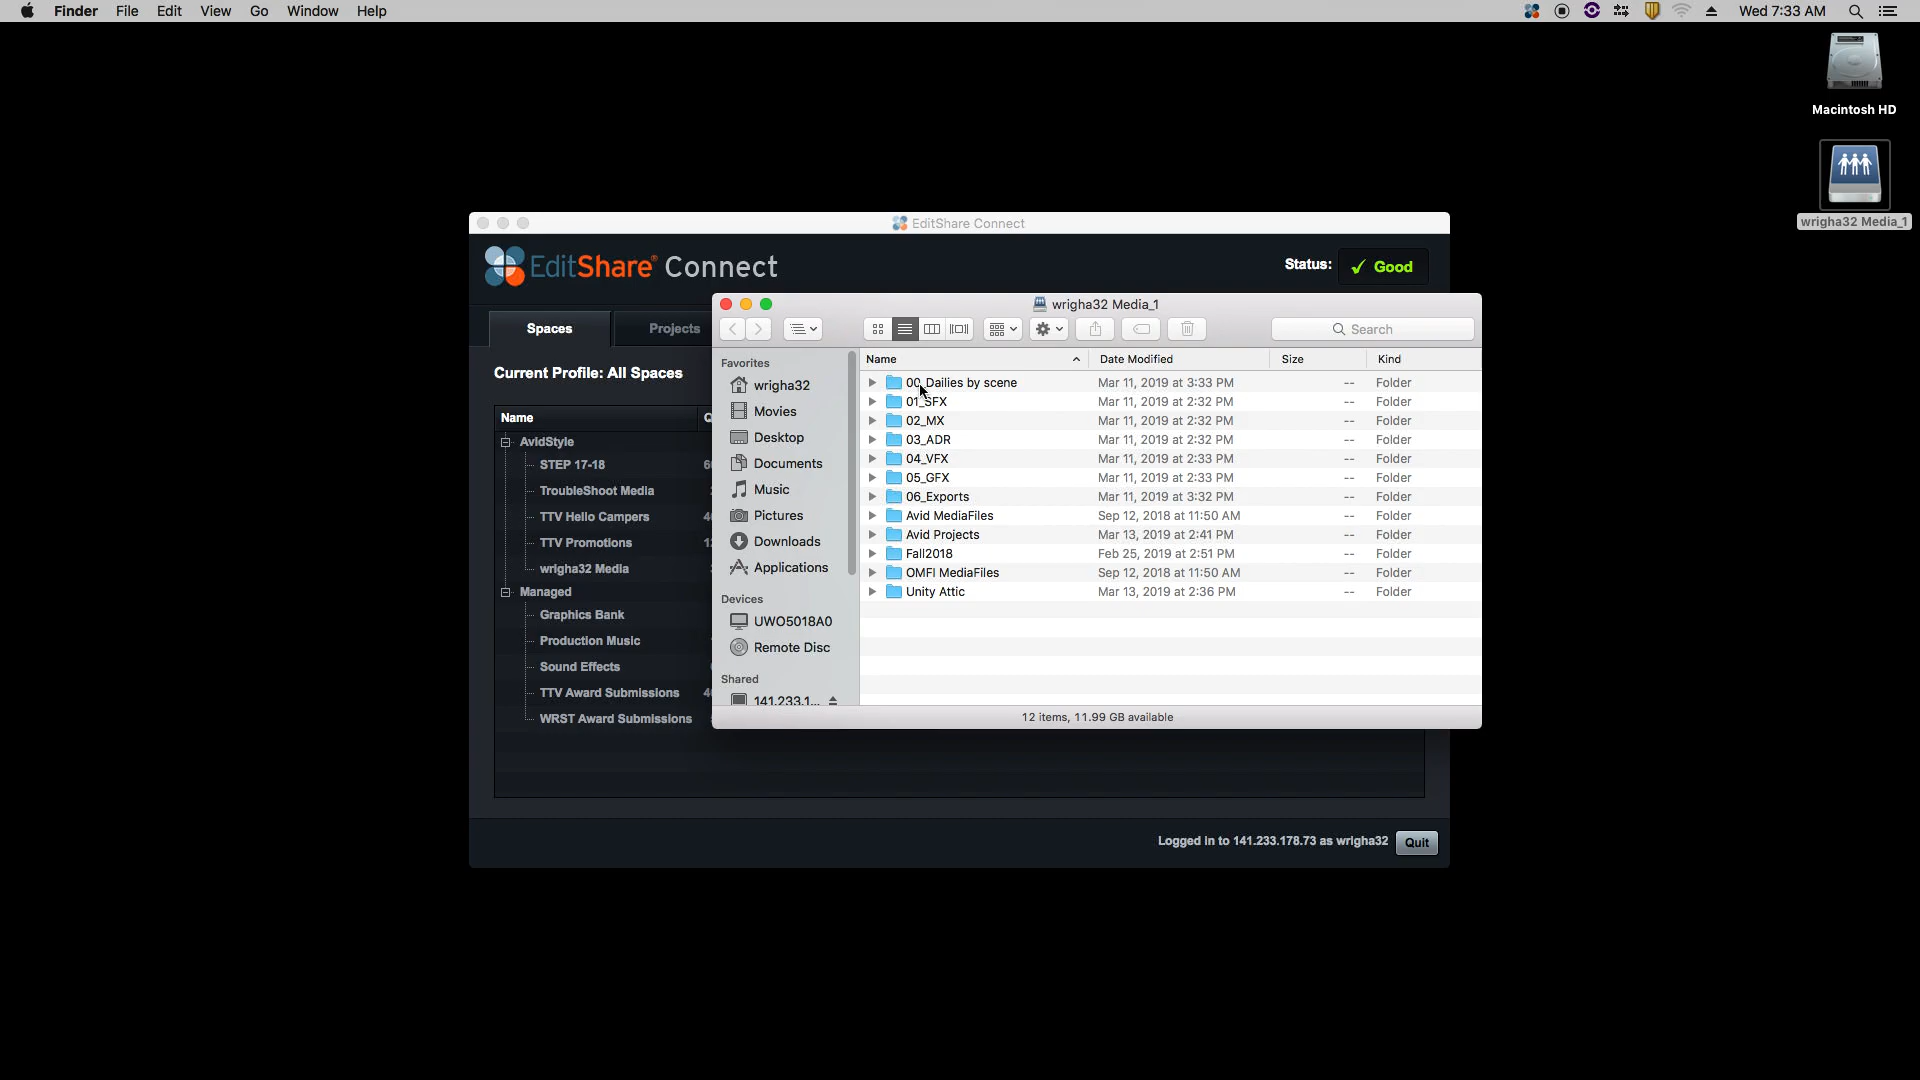 Finder File Edit View Go Window Help Wed 7:33 AM
Macintosh HD
wrigha32 Media_1
EditShare Connect
EditShare® Connect
Status: Good
wrigha32 Media_1
Spaces Projects
Search
Current Profile: All Spaces
Name
AvidStyle
STEP 17-18
TroubleShoot Media
TTV Hello Campers
TTV Promotions
wrigha32 Media
Managed
Graphics Bank
Production Music
Sound Effects
TTV Award Submissions
WRST Award Submissions
Favorites
wrigha32
Movies
Desktop
Documents
Music
Pictures
Downloads
Applications
Devices
UWO5018A0
Remote Disc
Shared
141.233.1...
Name Date Modified Size Kind
00_Dailies by scene Mar 11, 2019 at 3:33 PM -- Folder
01_SFX Mar 11, 2019 at 2:32 PM -- Folder
02_MX Mar 11, 2019 at 2:32 PM -- Folder
03_ADR Mar 11, 2019 at 2:32 PM -- Folder
04_VFX Mar 11, 2019 at 2:33 PM -- Folder
05_GFX Mar 11, 2019 at 2:33 PM -- Folder
06_Exports Mar 11, 2019 at 3:32 PM -- Folder
Avid MediaFiles Sep 12, 2018 at 11:50 AM -- Folder
Avid Projects Mar 13, 2019 at 2:41 PM -- Folder
Fall2018 Feb 25, 2019 at 2:51 PM -- Folder
OMFI MediaFiles Sep 12, 2018 at 11:50 AM -- Folder
Unity Attic Mar 13, 2019 at 2:36 PM -- Folder
12 items, 11.99 GB available
Logged in to 141.233.178.73 as wrigha32 Quit